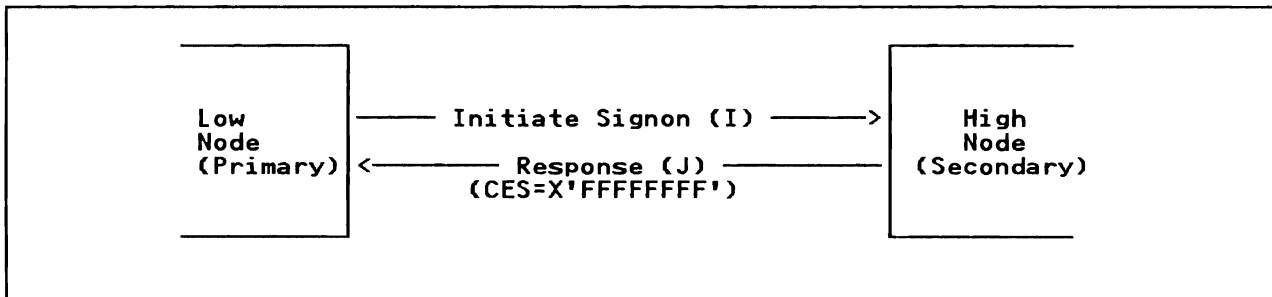 Low
Node
(Primary)
Initiate Signon (I)
Response (J)
(CES=X'FFFFFFFF')
High
Node
(Secondary)